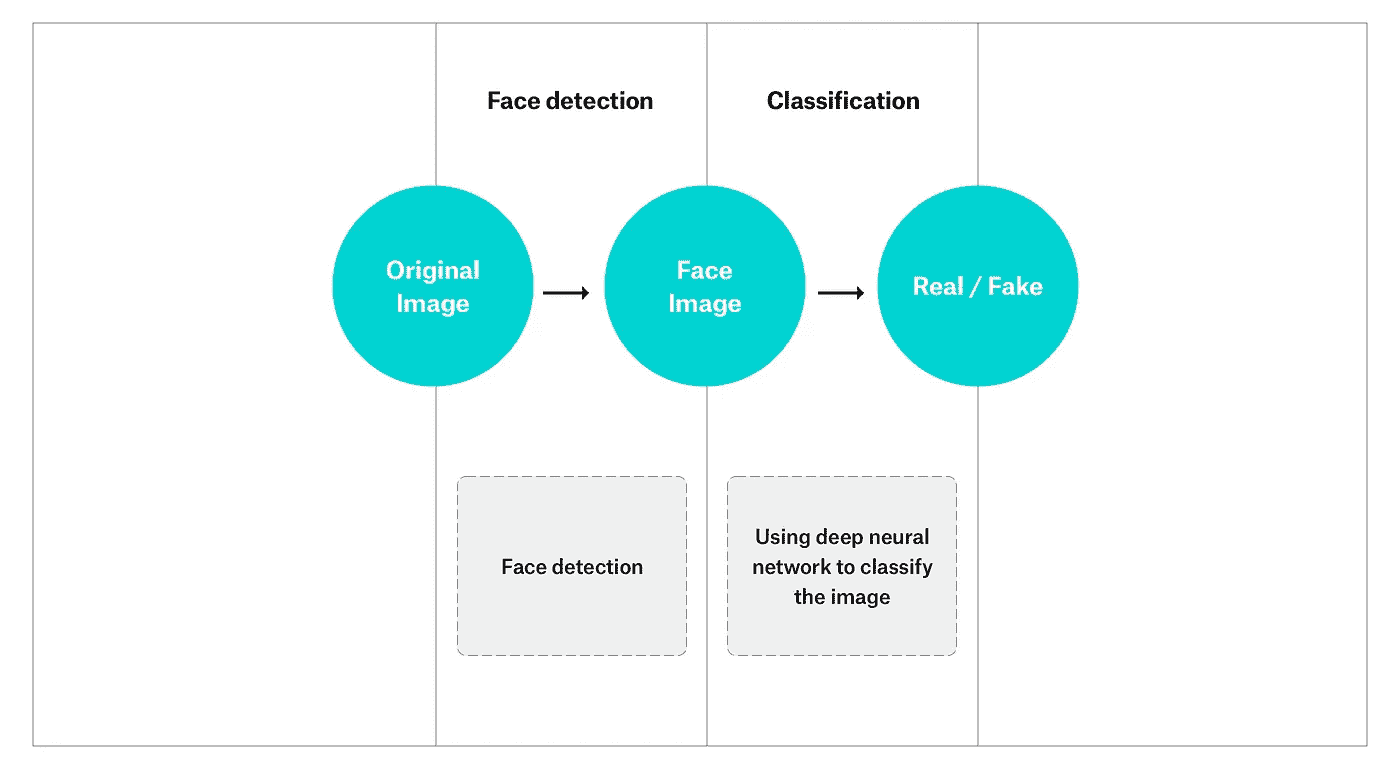 Face detection
Classification
Original
Image
Face
Image
Real / Fake
Face detection
Using deep neural
network to classify
the image